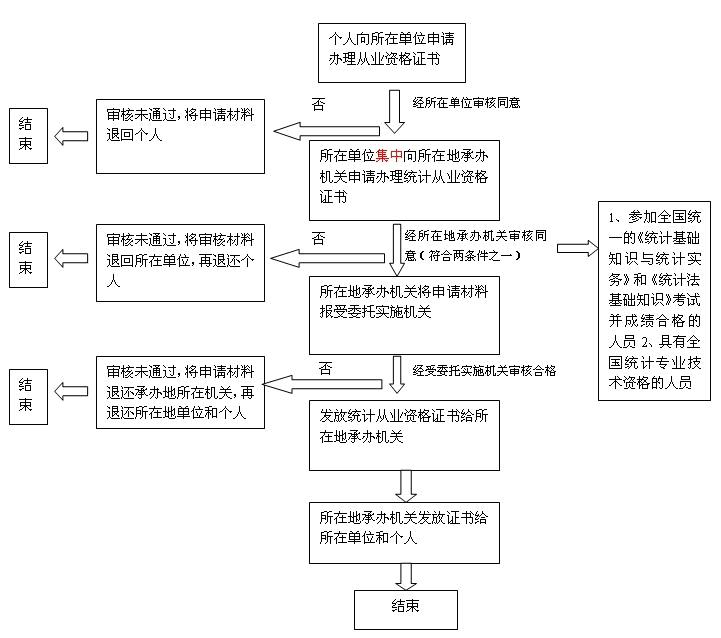 个人向所在单位申请
办理从业资格证书
否
经所在单位审核同意
结
束
审核未通过，将申请材料
退回个人
所在单位集中向所在地承办
机关申请办理统计从业资格
证书
否
经所在地承办机关审核同
意（符合两条件之一）
结
束
审核未通过，将审核材料
退回所在单位，再退还个
人
1、参加全国统
一的《统计基础
知识与统计实
务》和《统计法
基础知识》考试
并成绩合格的
人员 2、具有全
国统计专业技
术资格的人员
所在地承办机关将申请材料
报受委托实施机关
否
经受委托实施机关审核合格
结
束
审核未通过，将申请材料
退还承办地所在机关，再
退还所在地单位和个人
发放统计从业资格证书给所
在地承办机关
所在地承办机关发放证书给
所在单位和个人
结束